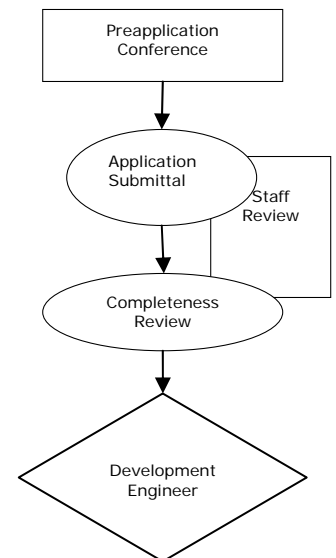 Preapplication
Conference
Application
Submittal
Staff
Review
Completeness
Review
Development
Engineer